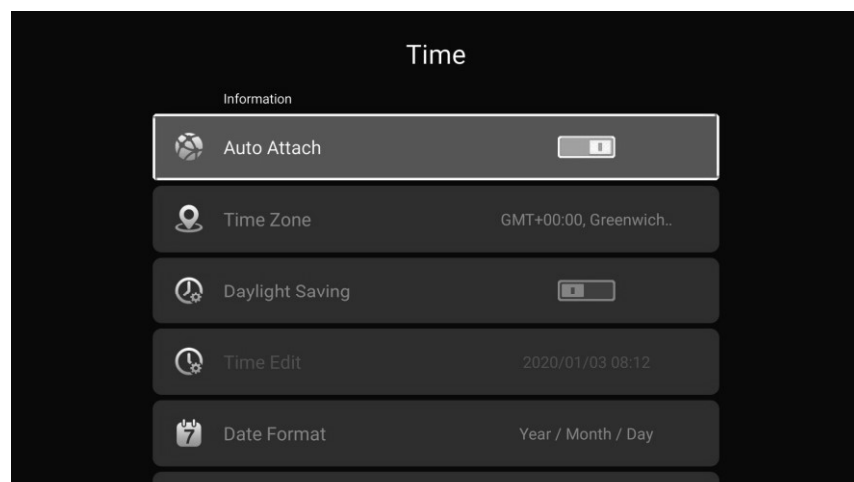 Time
Information
Auto Attach
Time Zone GMT+00:00, Greenwich..
Daylight Saving
Time Edit 2020/01/03 08:12
7 Date Format Year / Month / Day